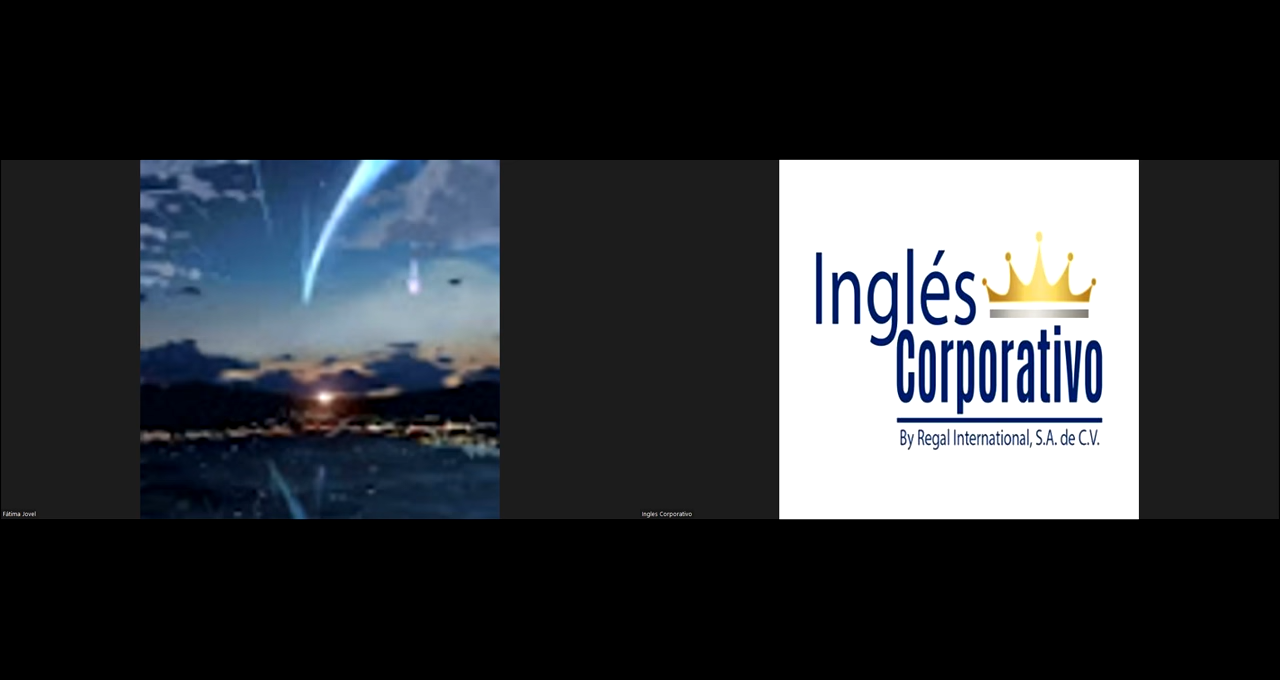 Inglés
Corporativo
By Regal International, S.A. de C.V.
Fátima Jovel
Ingles Corporativo